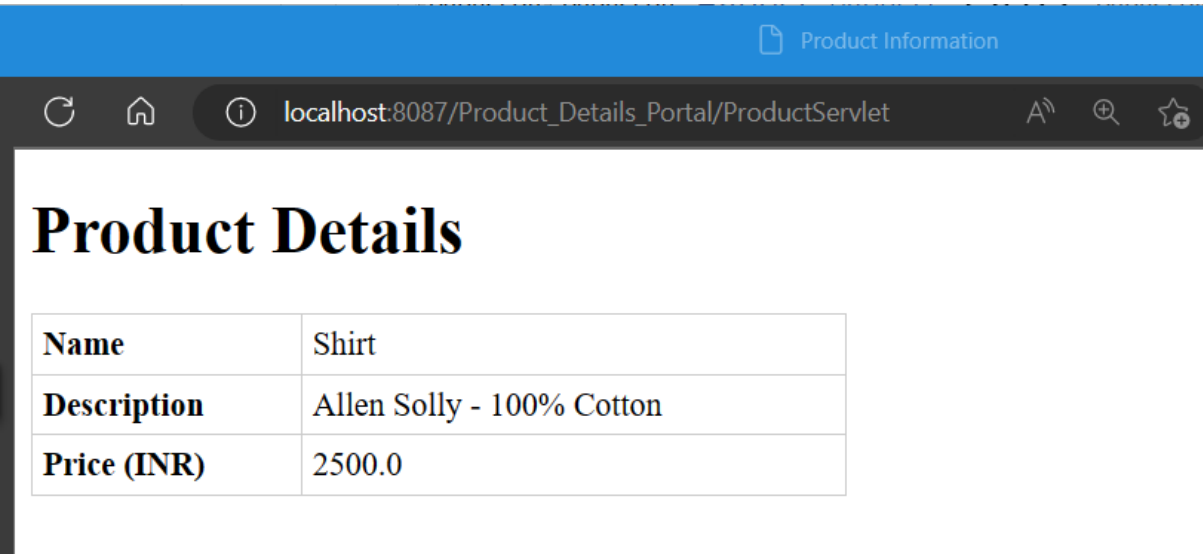 Product Information
localhost:8087/Product_Details_Portal/ProductServlet
Product Details
Name Shirt
Description Allen Solly - 100% Cotton
Price (INR) 2500.0